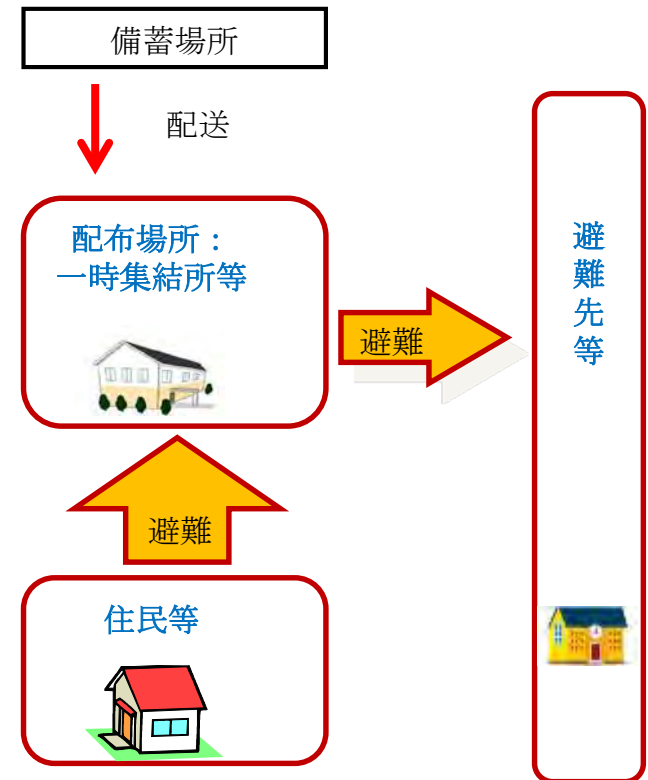 備蓄場所
配送
配布場所：
一時集結所等
避難
避難先等
避難
住民等